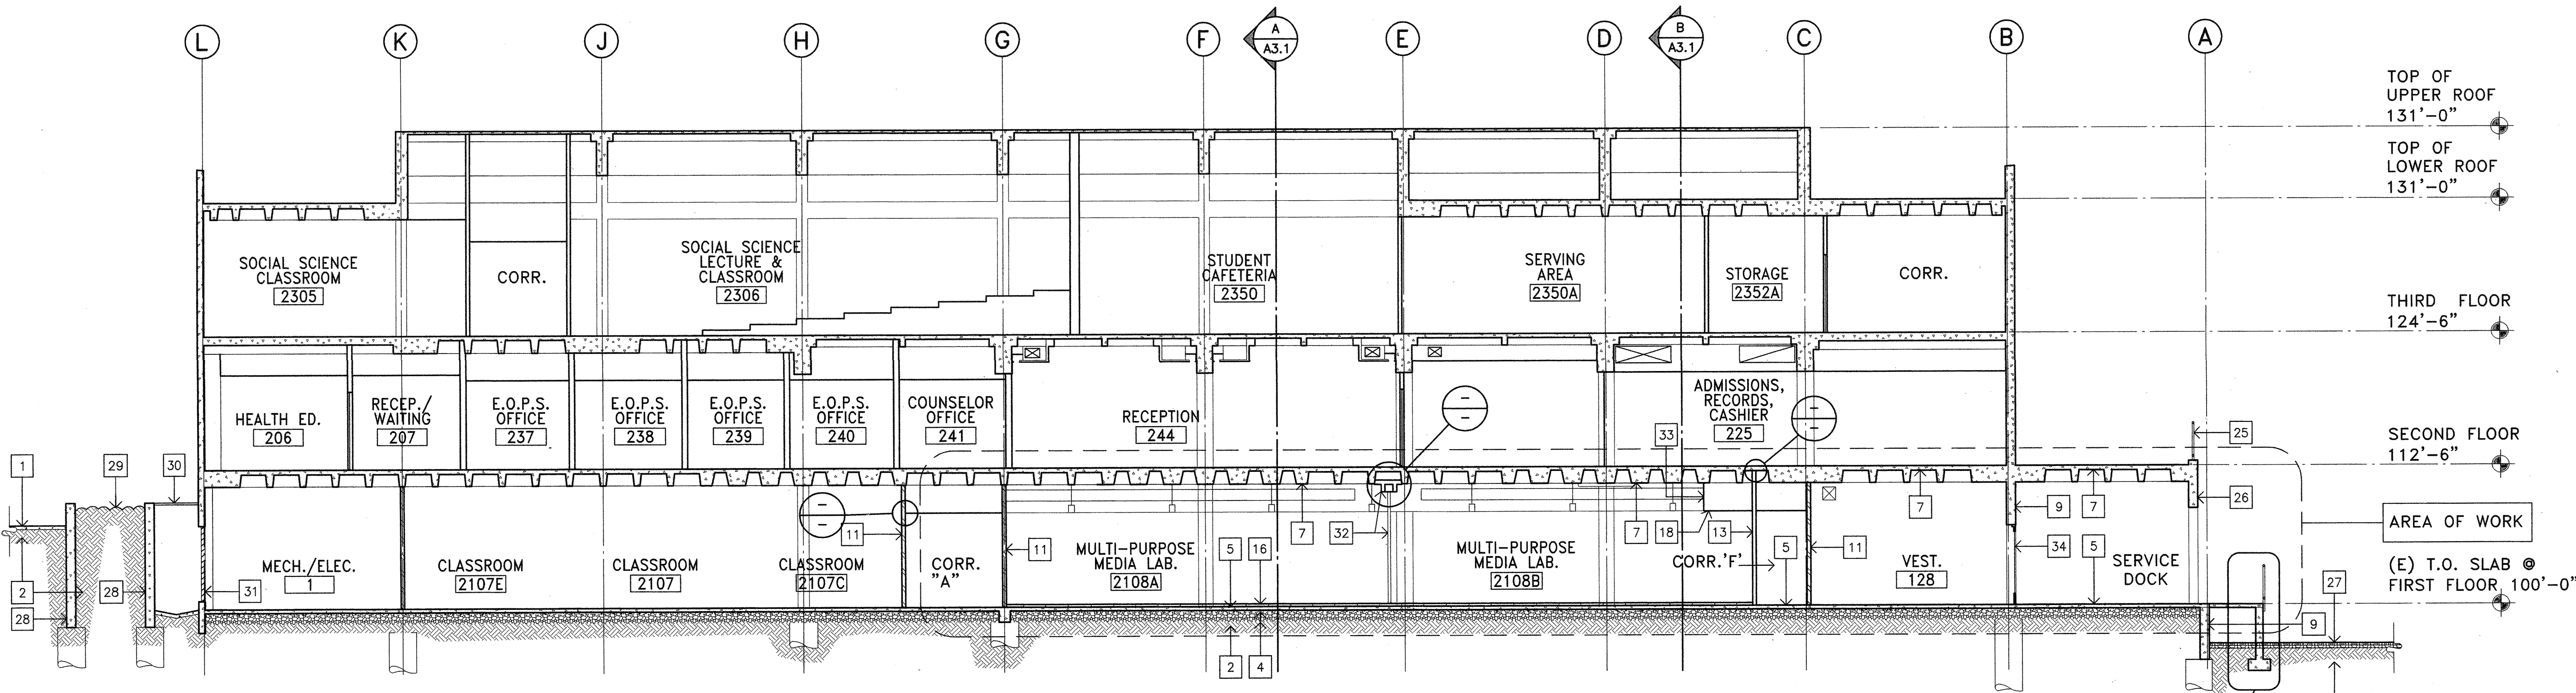 L
K
J
H
G
F
A
A3.1
E
D
B
A3.1
C
B
A
TOP OF
UPPER ROOF
131'-0"
TOP OF
LOWER ROOF
131'-0"
THIRD FLOOR
124'-6"
SECOND FLOOR
112'-6"
AREA OF WORK
(E) T.O. SLAB @
FIRST FLOOR 100'-0"
SOCIAL SCIENCE
CLASSROOM
2305
CORR.
SOCIAL SCIENCE
LECTURE &
CLASSROOM
2306
STUDENT
CAFETERIA
2350
SERVING
AREA
2350A
STORAGE
2352A
CORR.
HEALTH ED.
206
RECEP./
WAITING
207
E.O.P.S.
OFFICE
237
E.O.P.S.
OFFICE
238
E.O.P.S.
OFFICE
239
E.O.P.S.
OFFICE
240
COUNSELOR
OFFICE
241
RECEPTION
244
–
–
ADMISSIONS,
RECORDS,
CASHIER
225
–
–
33
25
1
29
30
2
28
28
31
MECH./ELEC.
1
CLASSROOM
2107E
CLASSROOM
2107
CLASSROOM
2107C
–
–
11
CORR.
"A"
11
MULTI-PURPOSE
MEDIA LAB.
2108A
5
16
7
32
MULTI-PURPOSE
MEDIA LAB.
2108B
7
18
13
CORR.'F'
5
11
7
VEST.
128
9
34
7
5
SERVICE
DOCK
26
27
9
2
4